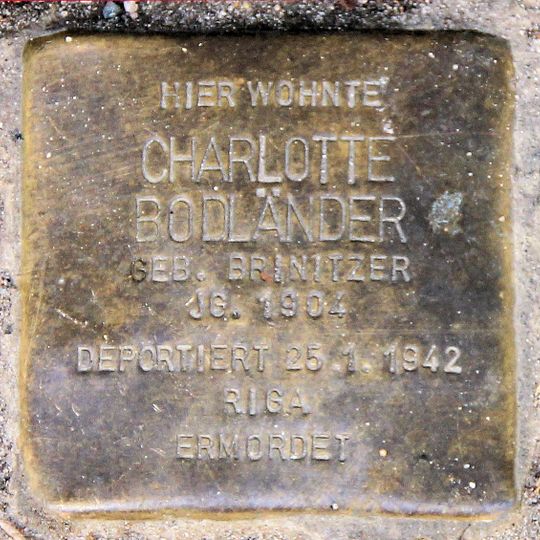 HIER WOHNTE
CHARLOTTE
BODLÄNDER
GEB. BRINITZER
JG. 1904
DEPORTIERT 25.1.1942
RIGA
ERMORDET